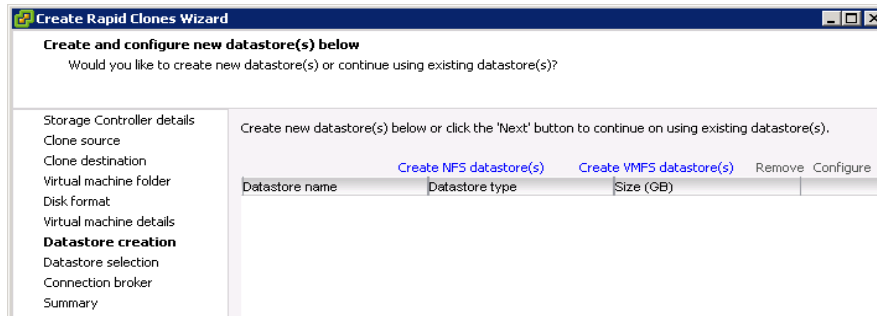 Create Rapid Clones Wizard
Create and configure new datastore(s) below
Would you like to create new datastore(s) or continue using existing datastore(s)?
Storage Controller details
Clone source
Clone destination
Virtual machine folder
Disk format
Virtual machine details
Datastore creation
Datastore selection
Connection broker
Summary
Create new datastore(s) below or click the 'Next' button to continue on using existing datastore(s).
Create NFS datastore(s) Create VMFS datastore(s) Remove Configure
Datastore name Datastore type Size (GB)